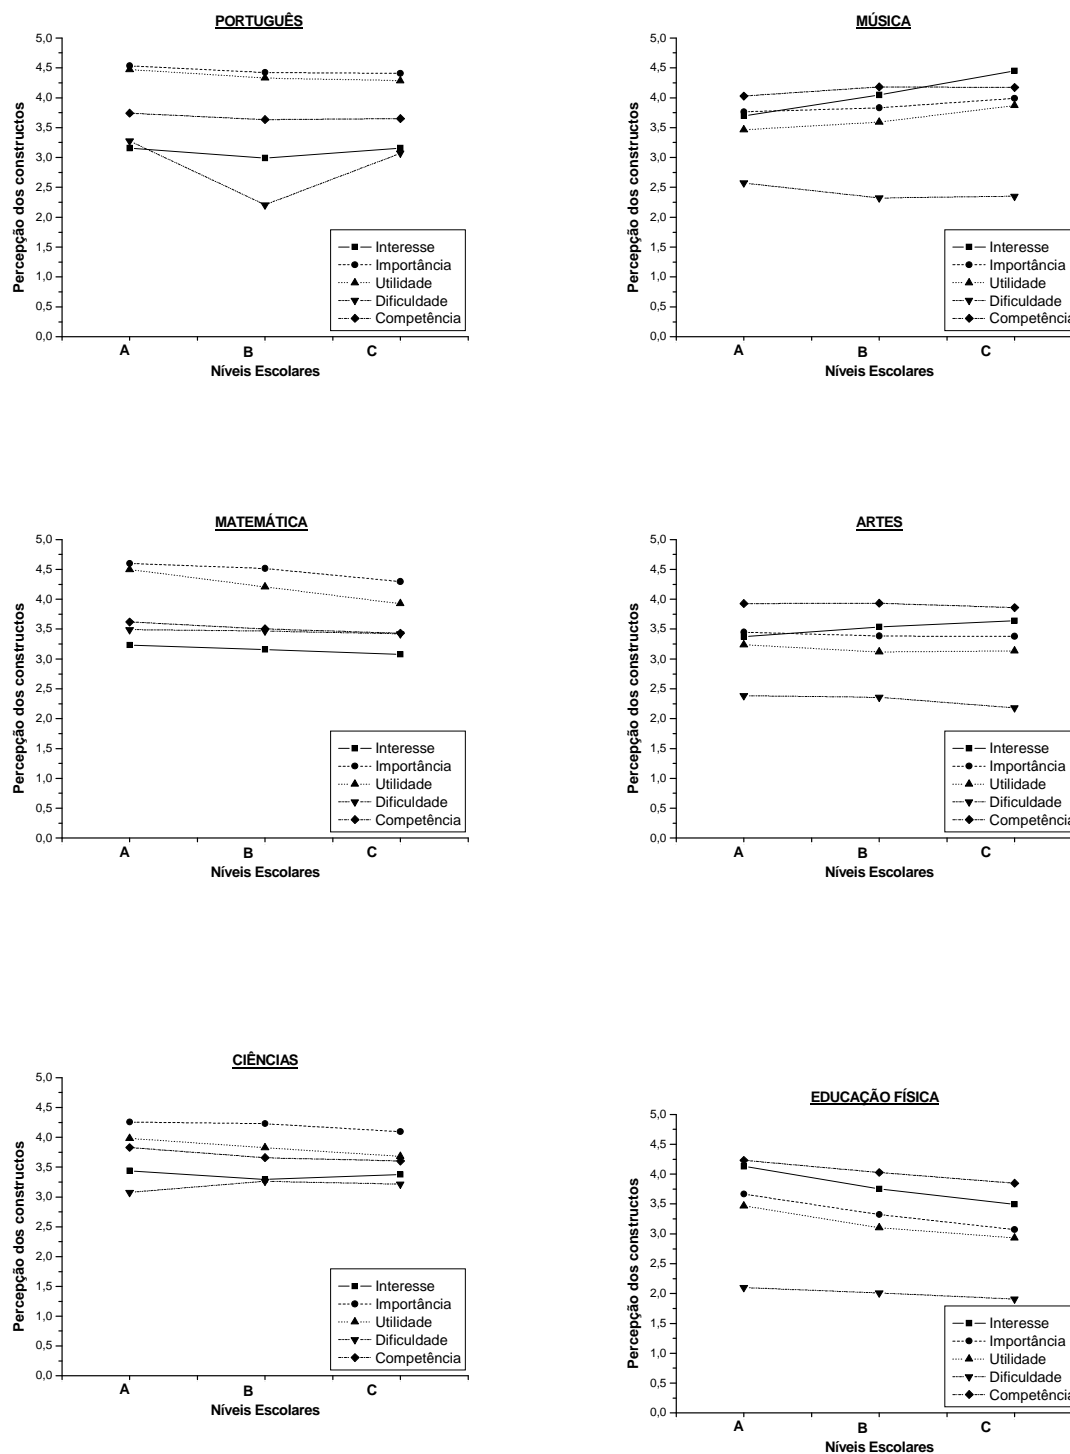 PORTUGUÊS
5,0
4,5
4,0
3,5
3,0
2,5
2,0
1,5
1,0
0,5
0,0
Percepção dos constructos
Interesse
Importância
Utilidade
Dificuldade
Competência
A B C
Níveis Escolares
MÚSICA
5,0
4,5
4,0
3,5
3,0
2,5
2,0
1,5
1,0
0,5
0,0
Percepção dos constructos
Interesse
Importância
Utilidade
Dificuldade
Competência
A B C
Níveis Escolares
MATEMÁTICA
5,0
4,5
4,0
3,5
3,0
2,5
2,0
1,5
1,0
0,5
0,0
Percepção dos constructos
Interesse
Importância
Utilidade
Dificuldade
Competência
A B C
Níveis Escolares
ARTES
5,0
4,5
4,0
3,5
3,0
2,5
2,0
1,5
1,0
0,5
0,0
Percepção dos constructos
Interesse
Importância
Utilidade
Dificuldade
Competência
A B C
Níveis Escolares
CIÊNCIAS
5,0
4,5
4,0
3,5
3,0
2,5
2,0
1,5
1,0
0,5
0,0
Percepção dos constructos
Interesse
Importância
Utilidade
Dificuldade
Competência
A B C
Níveis Escolares
EDUCAÇÃO FÍSICA
5,0
4,5
4,0
3,5
3,0
2,5
2,0
1,5
1,0
0,5
0,0
Percepção dos constructos
Interesse
Importância
Utilidade
Dificuldade
Competência
A B C
Níveis Escolares